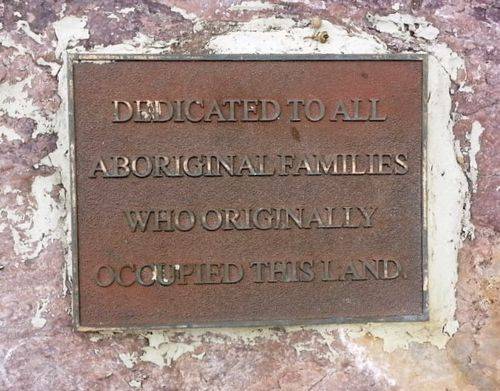 DEDICATED TO ALL
ABORIGINAL FAMILIES
WHO ORIGINALLY
OCCUPIED THIS LAND.